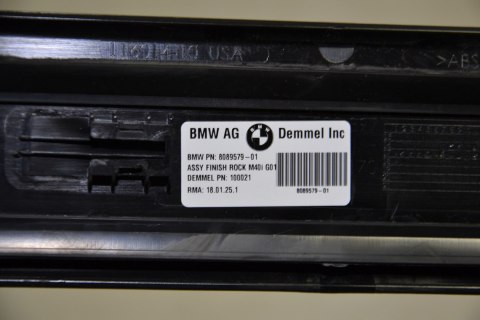 USA
>ABS
BMW AG BMW Demmel Inc
BMW PN: 8089579-01
ASSY FINISH ROCK M40i G01
DEMMEL PN: 100021
RMA: 18.01.25.1
8089579-01